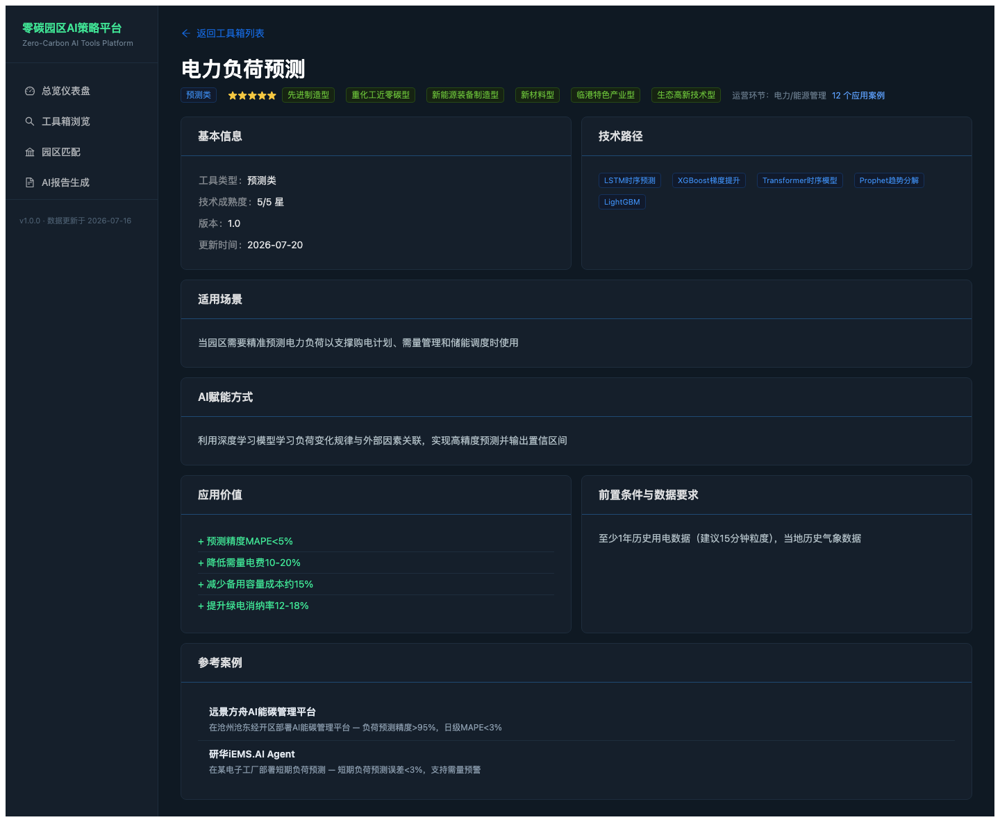 零碳园区AI策略平台
Zero-Carbon AI Tools Platform
总览仪表盘
工具箱浏览
园区匹配
AI报告生成
v1.0.0 · 数据更新于 2026-07-16
返回工具箱列表
电力负荷预测
预测类 先进制造型 重化工近零碳型 新能源装备制造型 新材料型 临港特色产业型 生态高新技术型 运营环节：电力/能源管理 12 个应用案例
基本信息
工具类型：预测类
技术成熟度：5/5 星
版本：1.0
更新时间：2026-07-20
技术路径
LSTM时序预测 XGBoost梯度提升 Transformer时序模型 Prophet趋势分解
LightGBM
适用场景
当园区需要精准预测电力负荷以支撑购电计划、需量管理和储能调度时使用
AI赋能方式
利用深度学习模型学习负荷变化规律与外部因素关联，实现高精度预测并输出置信区间
应用价值
+ 预测精度MAPE<5%
+ 降低需量电费10-20%
+ 减少备用容量成本约15%
+ 提升绿电消纳率12-18%
前置条件与数据要求
至少1年历史用电数据（建议15分钟粒度），当地历史气象数据
参考案例
远景方舟AI能碳管理平台
在沧州沧东经开区部署AI能碳管理平台 — 负荷预测精度>95%，日级MAPE<3%
研华iEMS.AI Agent
在某电子工厂部署短期负荷预测 — 短期负荷预测误差<3%，支持需量预警